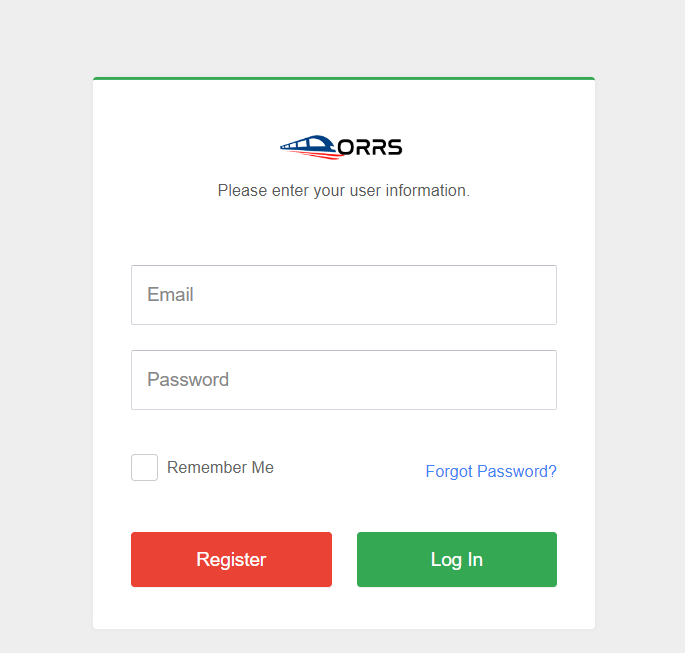 ORRS
Please enter your user information.
Email
Password
Remember Me
Forgot Password?
Register
Log In